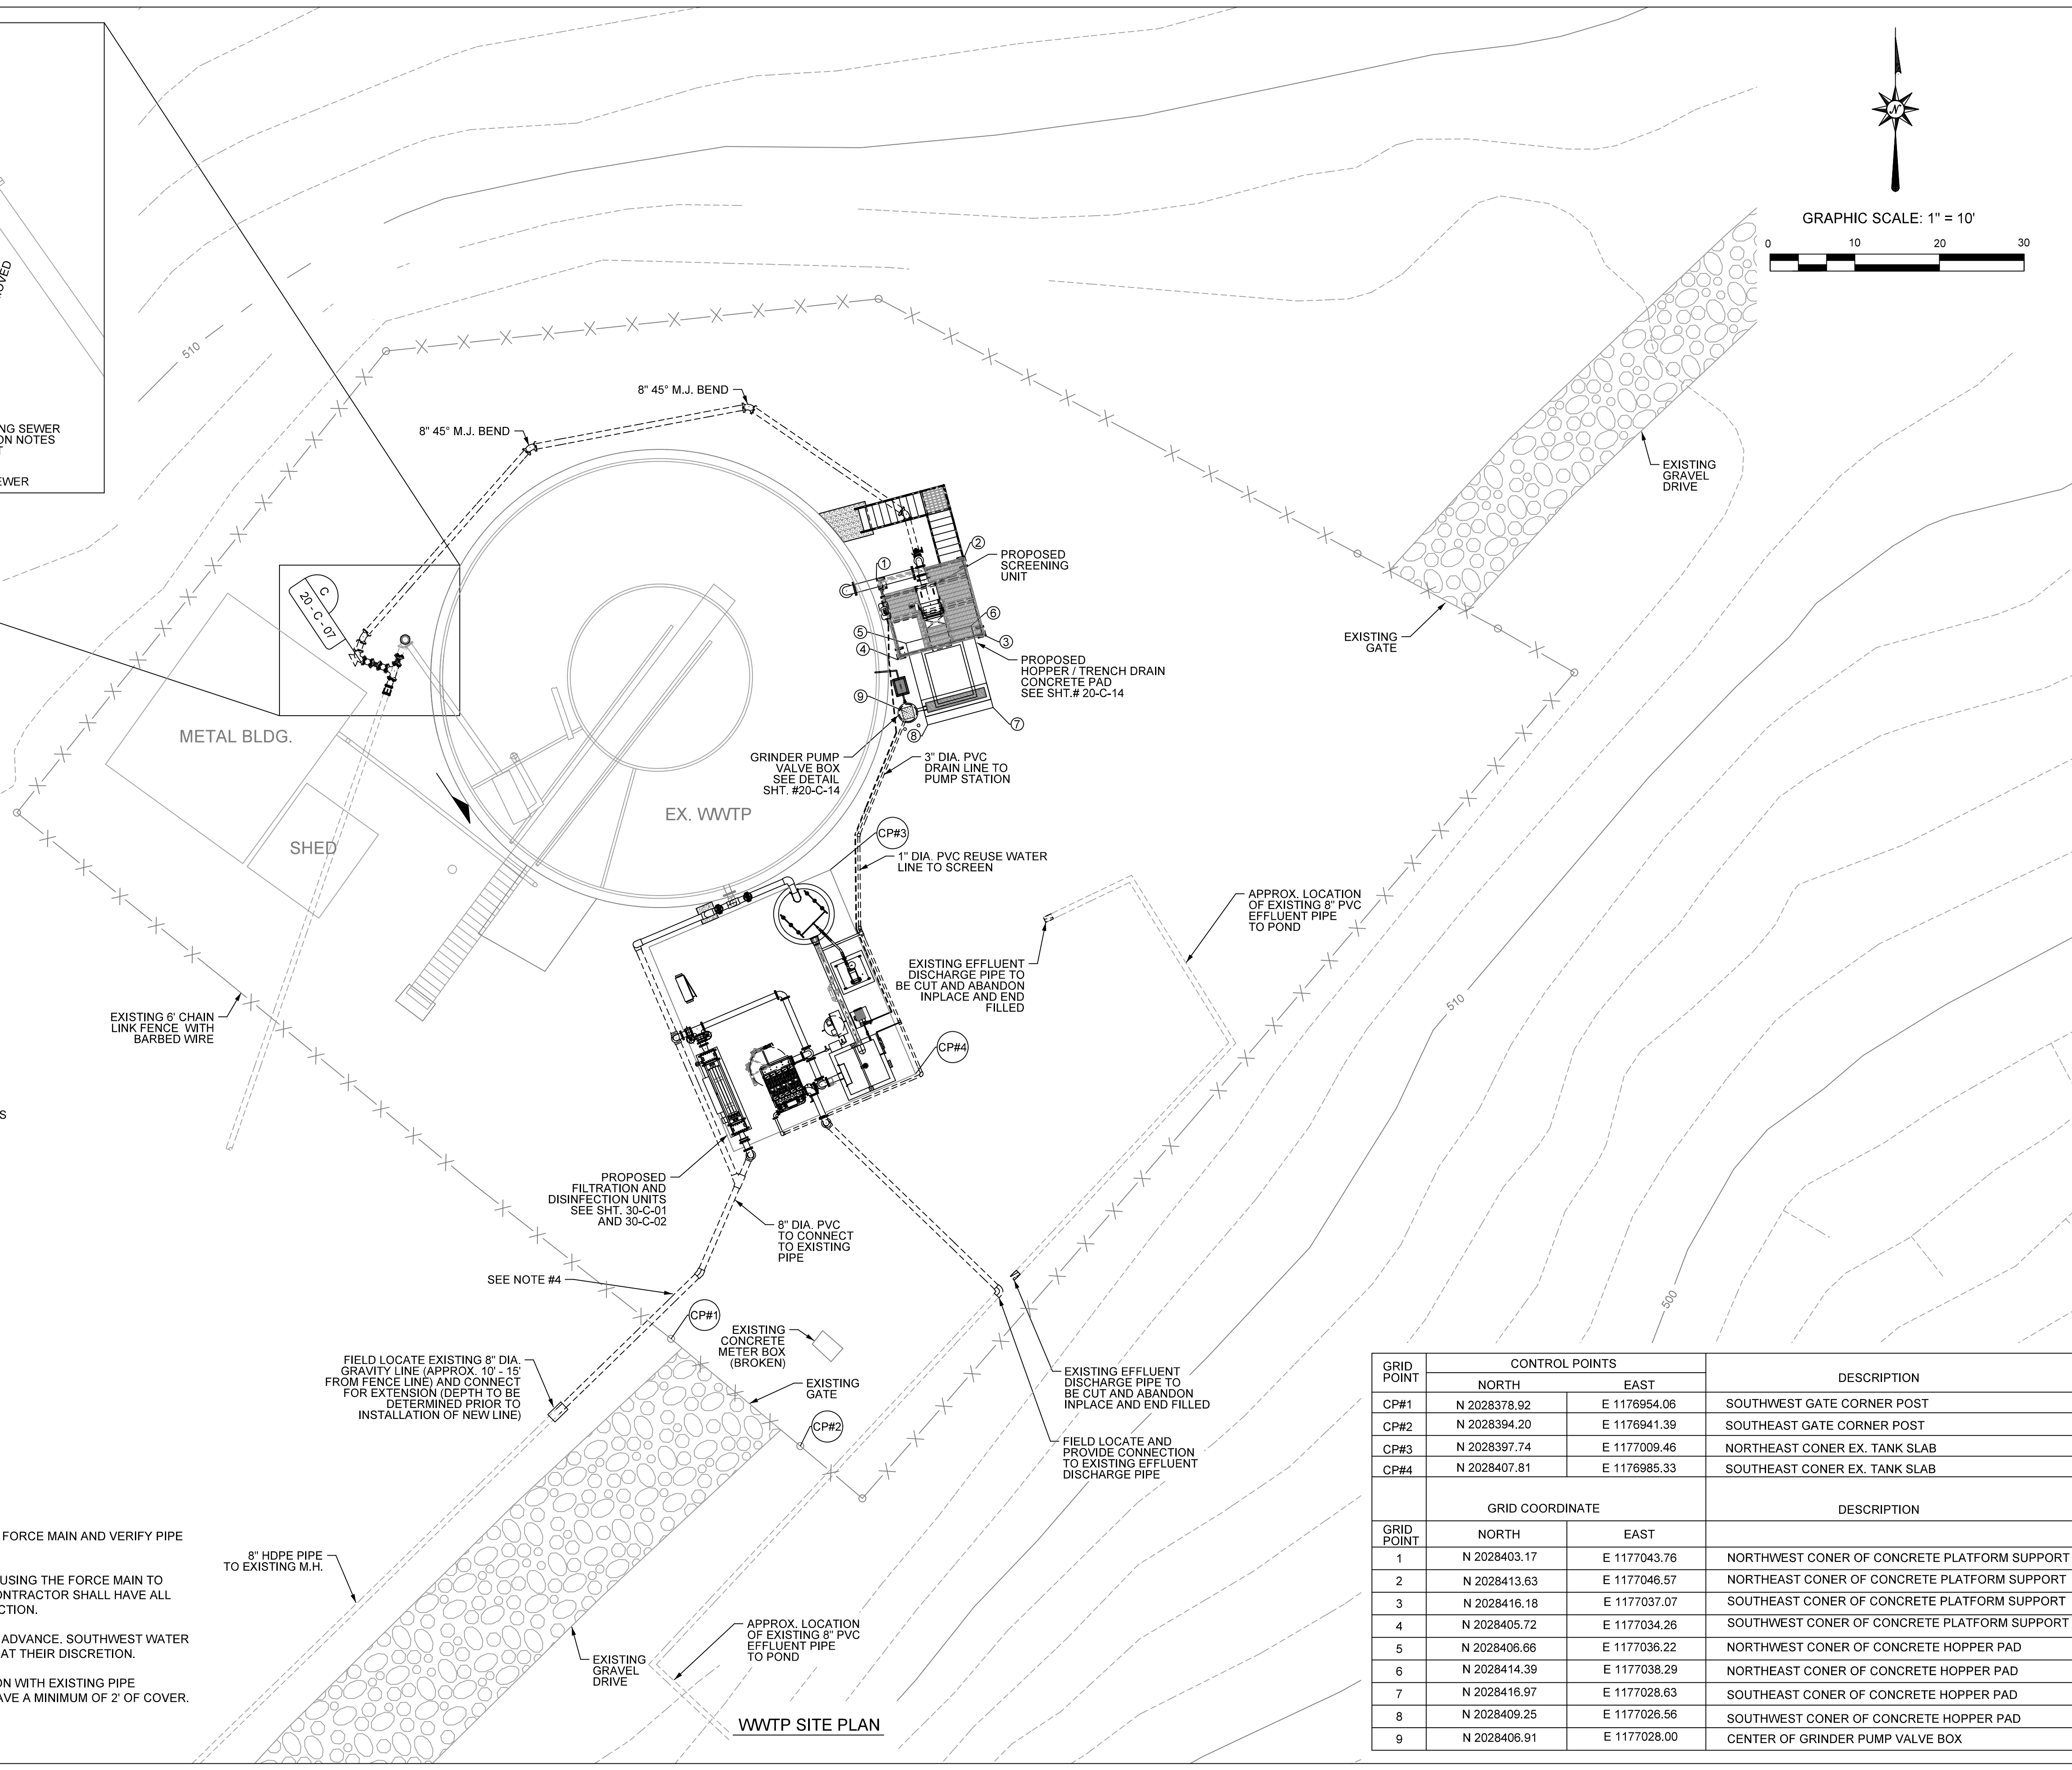 N
GRAPHIC SCALE: 1" = 10'
0 10 20 30
OVED
NG SEWER
ON NOTES
EWER
510
8" 45° M.J. BEND
8" 45° M.J. BEND
EXISTING
GRAVEL
DRIVE
1
2
PROPOSED
SCREENING
UNIT
C
20 - C - 07
6
5
3
4
EXISTING
GATE
PROPOSED
HOPPER / TRENCH DRAIN
CONCRETE PAD
SEE SHT.# 20-C-14
9
7
8
METAL BLDG.
GRINDER PUMP
VALVE BOX
SEE DETAIL
SHT. #20-C-14
3" DIA. PVC
DRAIN LINE TO
PUMP STATION
EX. WWTP
SHED
CP#3
1" DIA. PVC REUSE WATER
LINE TO SCREEN
APPROX. LOCATION
OF EXISTING 8" PVC
EFFLUENT PIPE
TO POND
EXISTING EFFLUENT
DISCHARGE PIPE TO
BE CUT AND ABANDON
INPLACE AND END
FILLED
510
EXISTING 6' CHAIN
LINK FENCE WITH
BARBED WIRE
CP#4
S
PROPOSED
FILTRATION AND
DISINFECTION UNITS
SEE SHT. 30-C-01
AND 30-C-02
8" DIA. PVC
TO CONNECT
TO EXISTING
PIPE
SEE NOTE #4
500
CP#1
EXISTING
CONCRETE
METER BOX
(BROKEN)
FIELD LOCATE EXISTING 8" DIA.
GRAVITY LINE (APPROX. 10' - 15'
FROM FENCE LINE) AND CONNECT
FOR EXTENSION (DEPTH TO BE
DETERMINED PRIOR TO
INSTALLATION OF NEW LINE)
EXISTING
GATE
EXISTING EFFLUENT
DISCHARGE PIPE TO
BE CUT AND ABANDON
INPLACE AND END FILLED
CP#2
FIELD LOCATE AND
PROVIDE CONNECTION
TO EXISTING EFFLUENT
DISCHARGE PIPE
FORCE MAIN AND VERIFY PIPE
USING THE FORCE MAIN TO
ONTRACTOR SHALL HAVE ALL
CTION.
ADVANCE. SOUTHWEST WATER
AT THEIR DISCRETION.
ON WITH EXISTING PIPE
AVE A MINIMUM OF 2' OF COVER.
8" HDPE PIPE
TO EXISTING M.H.
EXISTING
GRAVEL
DRIVE
APPROX. LOCATION
OF EXISTING 8" PVC
EFFLUENT PIPE
TO POND
WWTP SITE PLAN
GRID POINT CONTROL POINTS DESCRIPTION
NORTH EAST
CP#1 N 2028378.92 E 1176954.06 SOUTHWEST GATE CORNER POST
CP#2 N 2028394.20 E 1176941.39 SOUTHEAST GATE CORNER POST
CP#3 N 2028397.74 E 1177009.46 NORTHEAST CONER EX. TANK SLAB
CP#4 N 2028407.81 E 1176985.33 SOUTHEAST CONER EX. TANK SLAB
GRID COORDINATE DESCRIPTION
GRID POINT NORTH EAST
1 N 2028403.17 E 1177043.76 NORTHWEST CONER OF CONCRETE PLATFORM SUPPORT
2 N 2028413.63 E 1177046.57 NORTHEAST CONER OF CONCRETE PLATFORM SUPPORT
3 N 2028416.18 E 1177037.07 SOUTHEAST CONER OF CONCRETE PLATFORM SUPPORT
4 N 2028405.72 E 1177034.26 SOUTHWEST CONER OF CONCRETE PLATFORM SUPPORT
5 N 2028406.66 E 1177036.22 NORTHWEST CONER OF CONCRETE HOPPER PAD
6 N 2028414.39 E 1177038.29 NORTHEAST CONER OF CONCRETE HOPPER PAD
7 N 2028416.97 E 1177028.63 SOUTHEAST CONER OF CONCRETE HOPPER PAD
8 N 2028409.25 E 1177026.56 SOUTHWEST CONER OF CONCRETE HOPPER PAD
9 N 2028406.91 E 1177028.00 CENTER OF GRINDER PUMP VALVE BOX